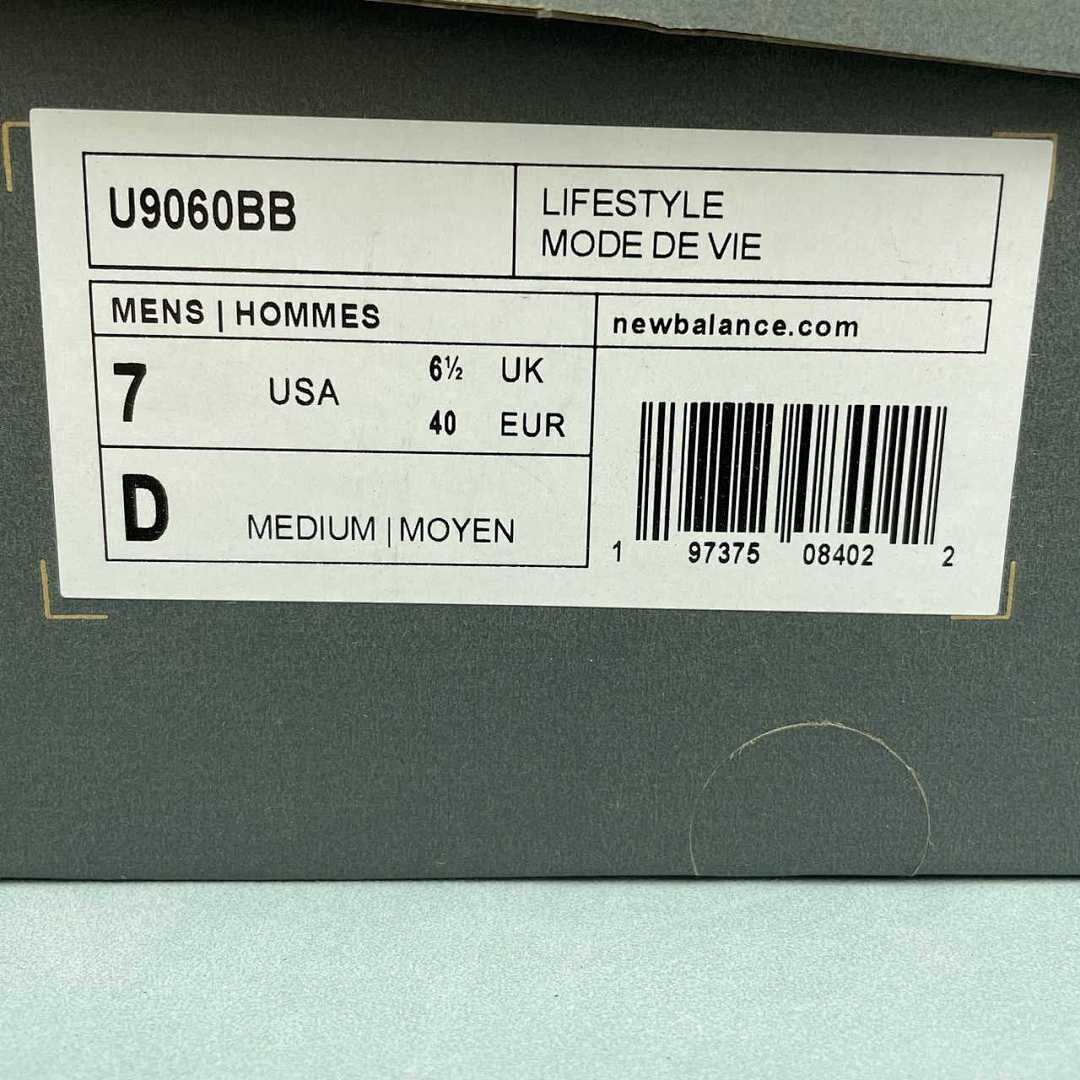 U9060BB
LIFESTYLE
MODE DE VIE
MENS | HOMMES
newbalance.com
7 USA 6½ UK
40 EUR
D MEDIUM | MOYEN
1 97375 08402 2